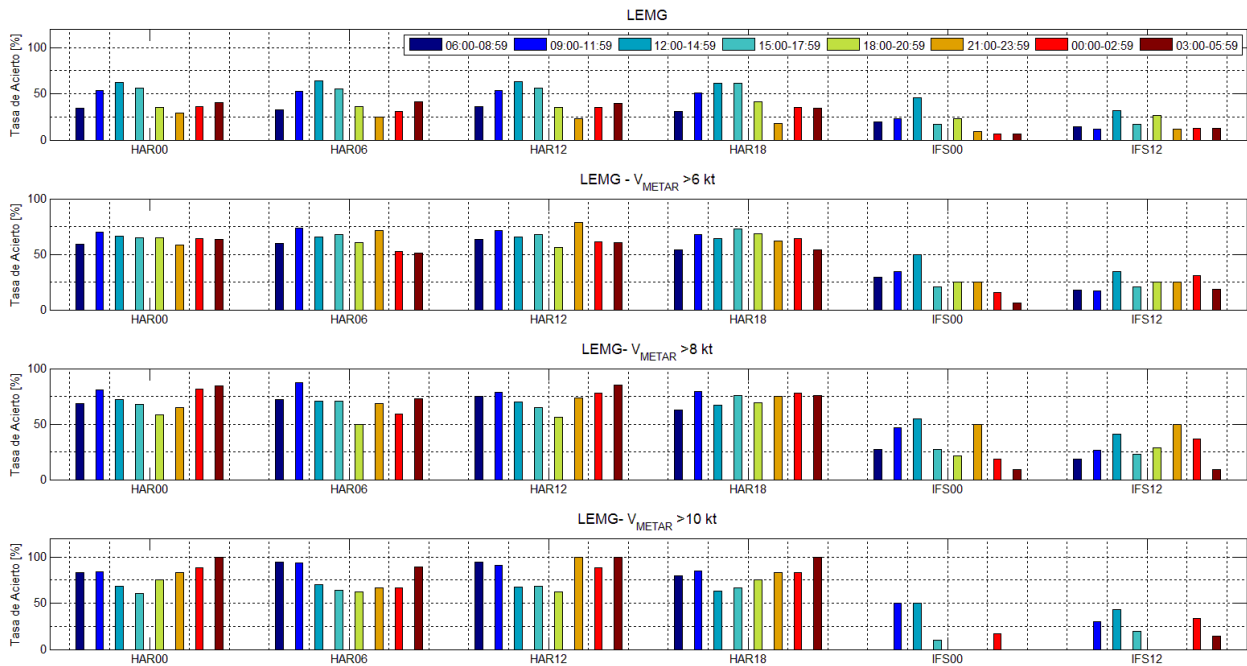 LEMG
Tasa de Acierto [%]
100
50
0
06:00-08:59 09:00-11:59 12:00-14:59 15:00-17:59 18:00-20:59 21:00-23:59 00:00-02:59 03:00-05:59
HAR00 HAR06 HAR12 HAR18 IFS00 IFS12
LEMG - V_METAR >6 kt
Tasa de Acierto [%]
100
50
0
HAR00 HAR06 HAR12 HAR18 IFS00 IFS12
LEMG- V_METAR >8 kt
Tasa de Acierto [%]
100
50
0
HAR00 HAR06 HAR12 HAR18 IFS00 IFS12
LEMG- V_METAR >10 kt
Tasa de Acierto [%]
100
50
0
HAR00 HAR06 HAR12 HAR18 IFS00 IFS12